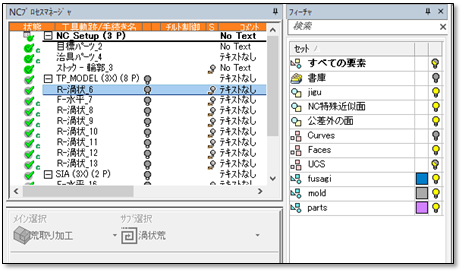 NCプロセスマネージャ
状態 工具軌跡/手続き名 チルト制御 S コメント
NC_Setup (3 P) No Text
目標パーツ_2 No Text
治具パーツ_4 テキストなし
ストック - 輪郭_3 No Text
TP_MODEL (3X) (8 P) テキストなし
R-渦状_6 テキストなし
F-水平_7 テキストなし
R-渦状_8 テキストなし
R-渦状_9 テキストなし
R-渦状_10 テキストなし
R-渦状_11 テキストなし
R-渦状_12 テキストなし
R-渦状_13 テキストなし
SIA (3X) (2 P) テキストなし
F-水平_16 テキストなし
メイン選択 サブ選択
荒取り加工 渦状荒
フィーチャ
検索
セット /
すべての要素
書庫
jigu
NC特殊近似面
公差外の面
Curves
Faces
UCS
fusagi
mold
parts